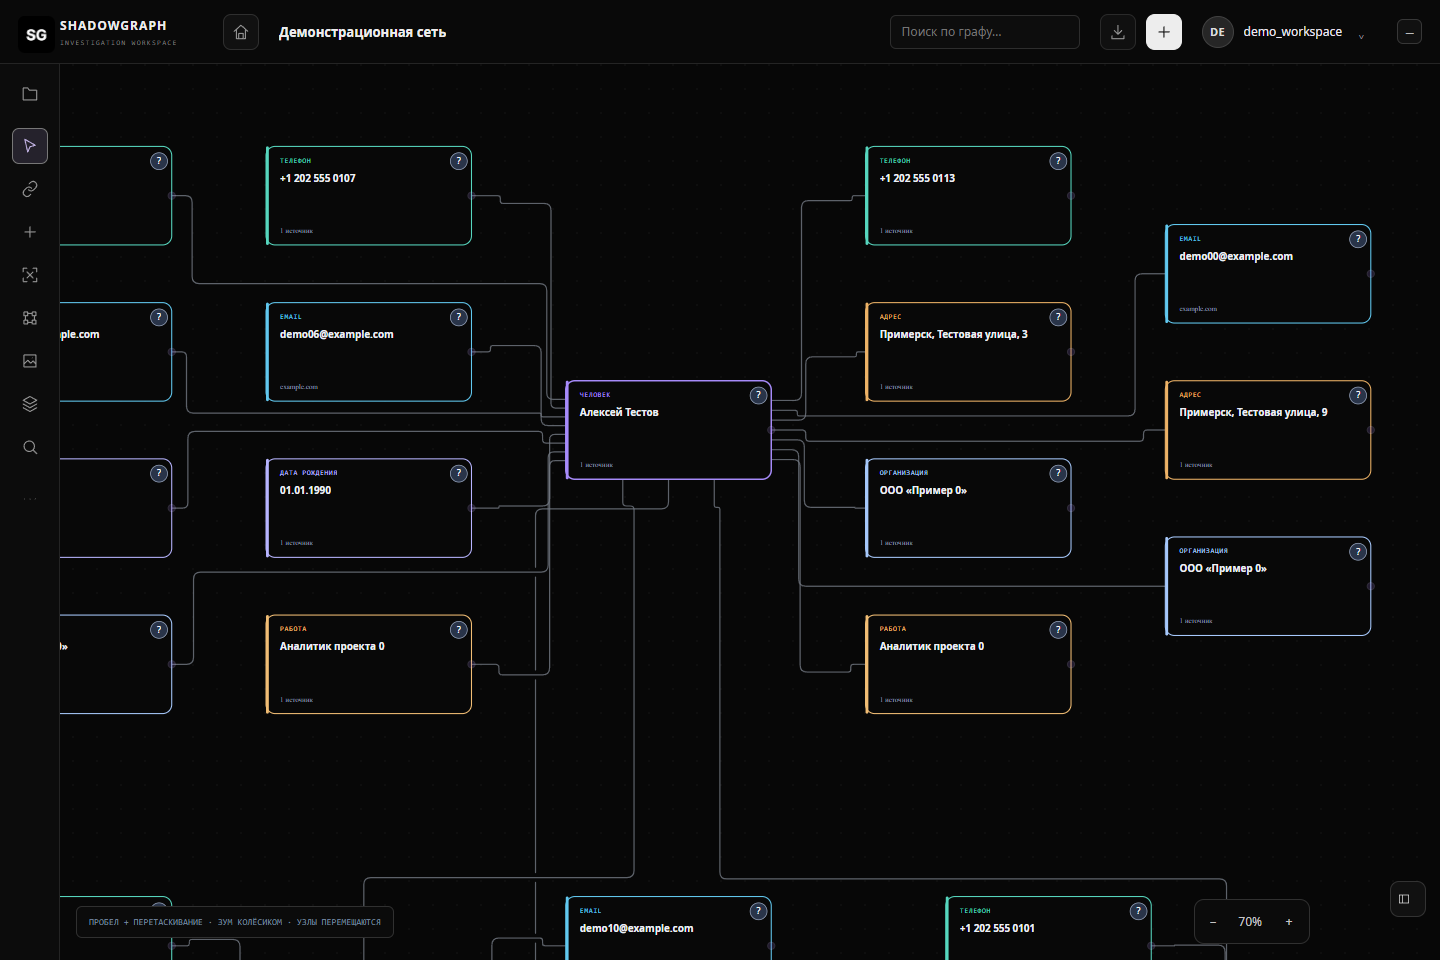 SG
SHADOWGRAPH
INVESTIGATION WORKSPACE
Демонстрационная сеть
Поиск по графу...
DE
demo_workspace
?
ТЕЛЕФОН
?
+1 202 555 0107
1 источник
ТЕЛЕФОН
?
+1 202 555 0113
1 источник
EMAIL
?
demo00@example.com
example.com
?
ple.com
EMAIL
?
demo06@example.com
example.com
АДРЕС
?
Примерск, Тестовая улица, 3
1 источник
ЧЕЛОВЕК
?
Алексей Тестов
1 источник
АДРЕС
?
Примерск, Тестовая улица, 9
1 источник
?
ДАТА РОЖДЕНИЯ
?
01.01.1990
1 источник
ОРГАНИЗАЦИЯ
?
ООО «Пример 0»
1 источник
ОРГАНИЗАЦИЯ
?
ООО «Пример 0»
1 источник
?
0»
РАБОТА
?
Аналитик проекта 0
1 источник
РАБОТА
?
Аналитик проекта 0
1 источник
ПРОБЕЛ + ПЕРЕТАСКИВАНИЕ · ЗУМ КОЛЁСИКОМ · УЗЛЫ ПЕРЕМЕЩАЮТСЯ
EMAIL
?
demo10@example.com
ТЕЛЕФОН
?
+1 202 555 0101
− 70% +